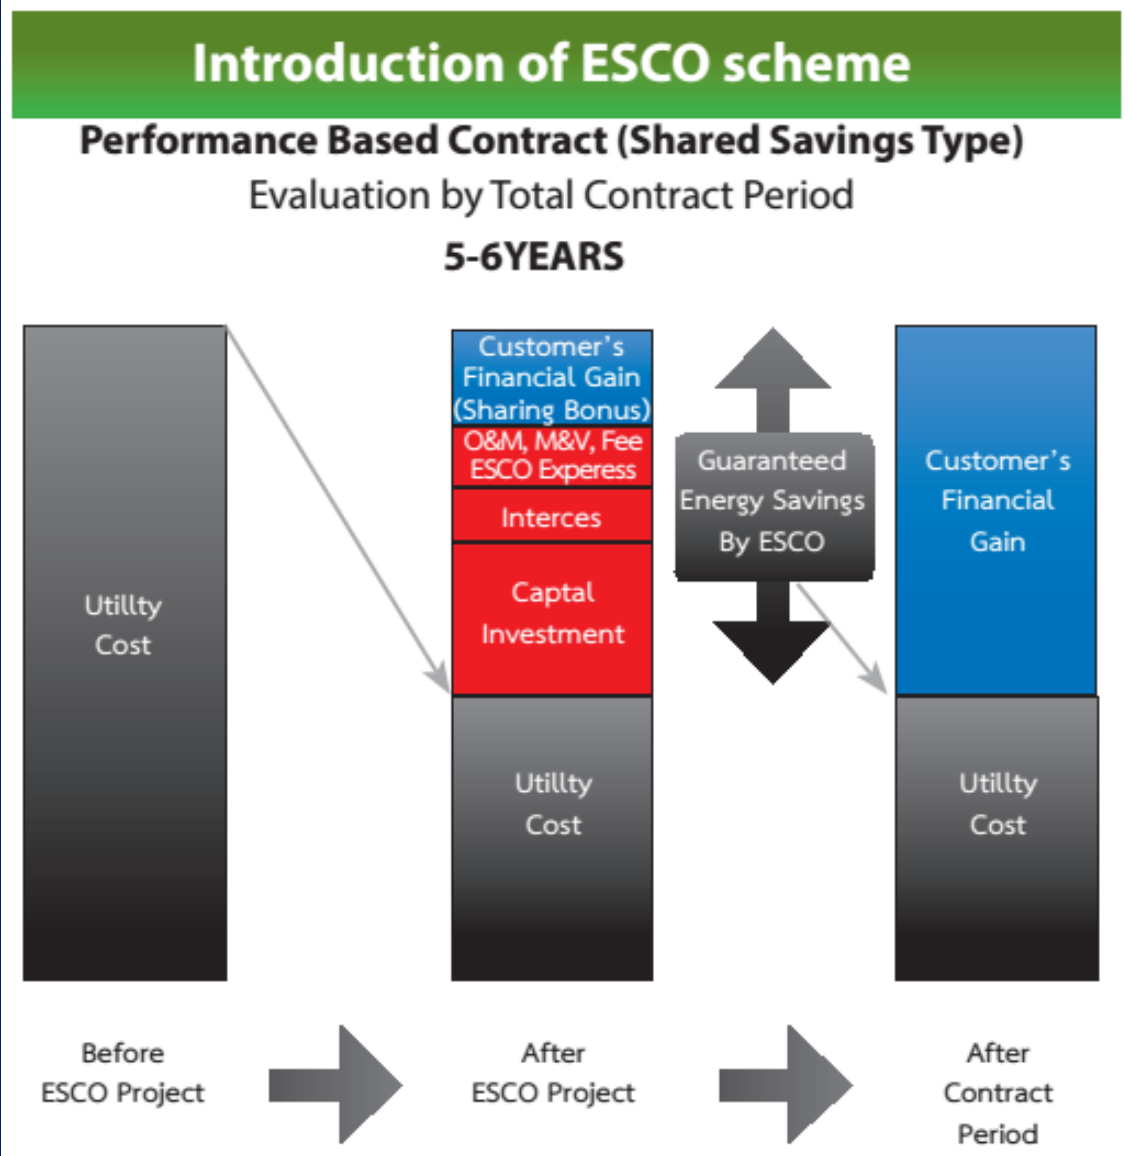 Introduction of ESCO scheme
Performance Based Contract (Shared Savings Type)
Evaluation by Total Contract Period
5-6YEARS
Utillty
Cost
Customer's
Financial Gain
(Sharing Bonus)
O&M, M&V, Fee
ESCO Experess
Interces
Captal
Investment
Utillty
Cost
Guaranteed
Energy Savings
By ESCO
Customer's
Financial
Gain
Utillty
Cost
Before
ESCO Project
After
ESCO Project
After
Contract
Period